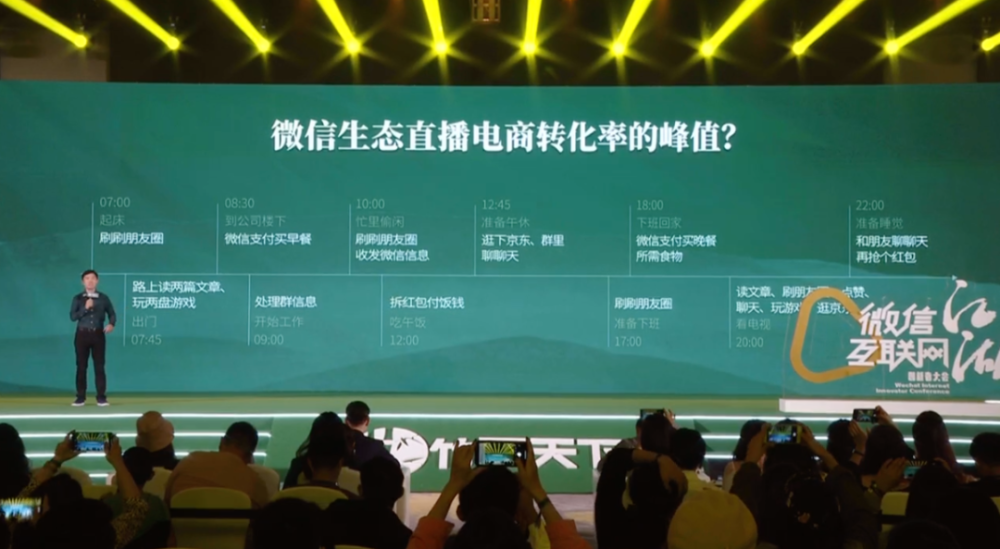 微信生态直播电商转化率的峰值?
07:00
起床
刷刷朋友圈
08:30
到公司楼下
微信支付买早餐
10:00
忙里偷闲
刷刷朋友圈
收发微信信息
12:45
准备午休
逛下京东、群里
聊聊天
18:00
下班回家
微信支付买晚餐
所需食物
22:00
准备睡觉
和朋友聊聊天
再抢个红包
路上读两篇文章、
玩两盘游戏
出门
07:45
处理群信息
开始工作
09:00
拆红包付饭钱
吃午饭
12:00
刷刷朋友圈
准备下班
17:00
读文章、刷朋友 点赞、
聊天、玩游戏 逛京
看电视
20:00
微信
互联网
江湖
创新者大会
Wechat Internet
Innovator Conference
天下